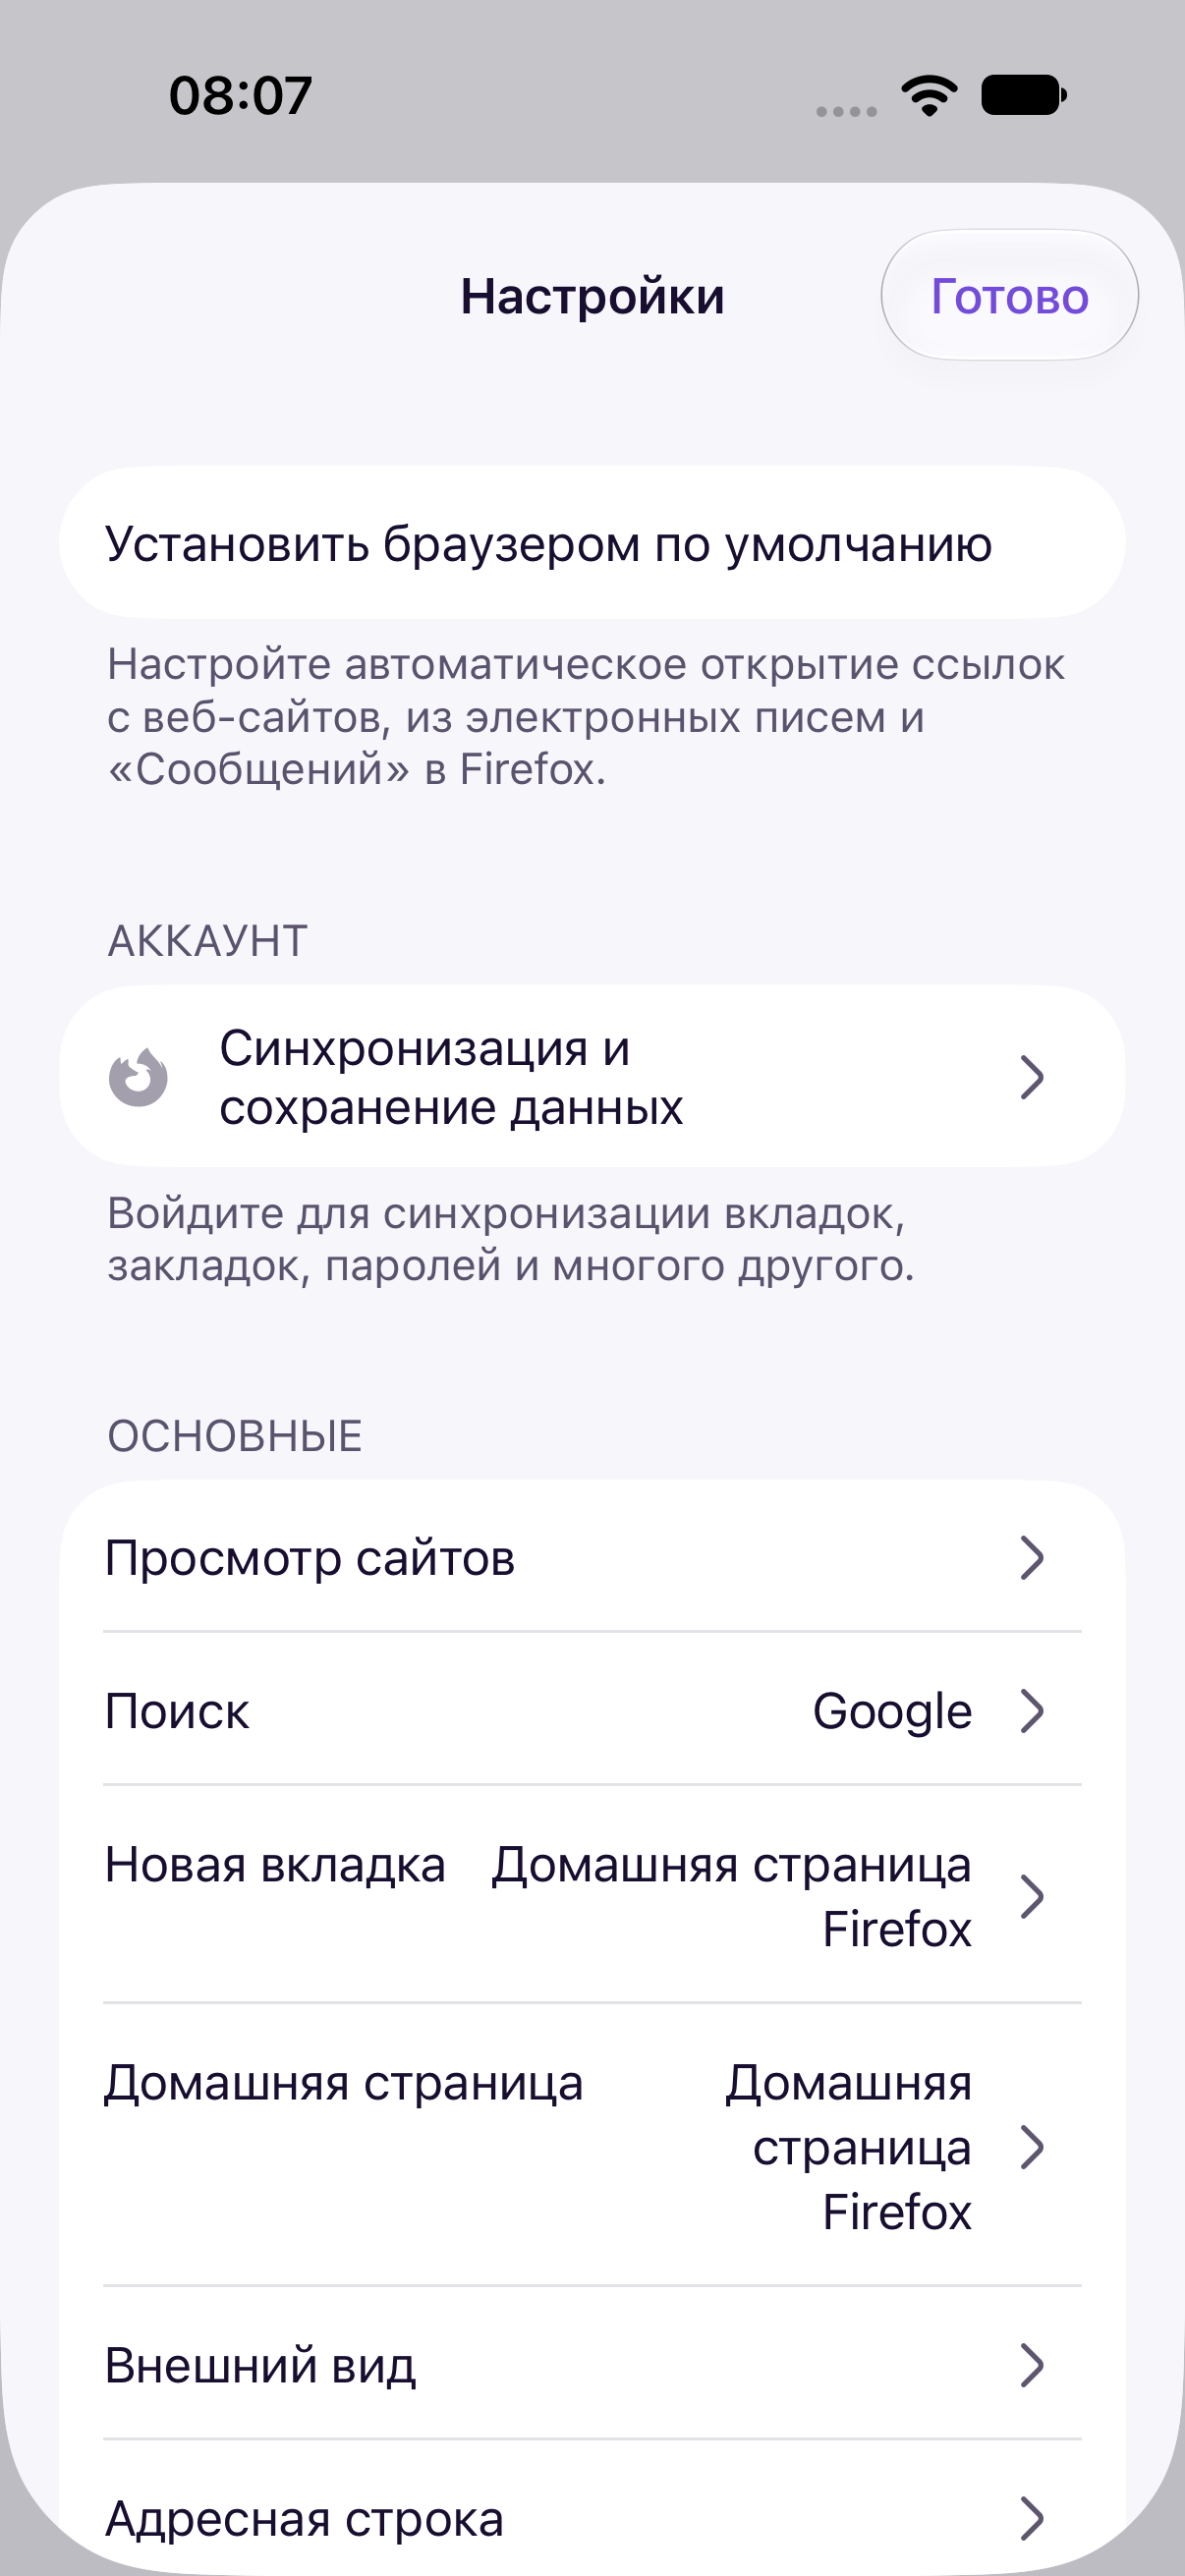 08:07
Настройки
Готово
Установить браузером по умолчанию
Настройте автоматическое открытие ссылок
с веб-сайтов, из электронных писем и
«Сообщений» в Firefox.
АККАУНТ
Синхронизация и
сохранение данных
Войдите для синхронизации вкладок,
закладок, паролей и многого другого.
ОСНОВНЫЕ
Просмотр сайтов
Поиск
Google
Новая вкладка
Домашняя страница
Firefox
Домашняя страница
Домашняя
страница
Firefox
Внешний вид
Адресная строка